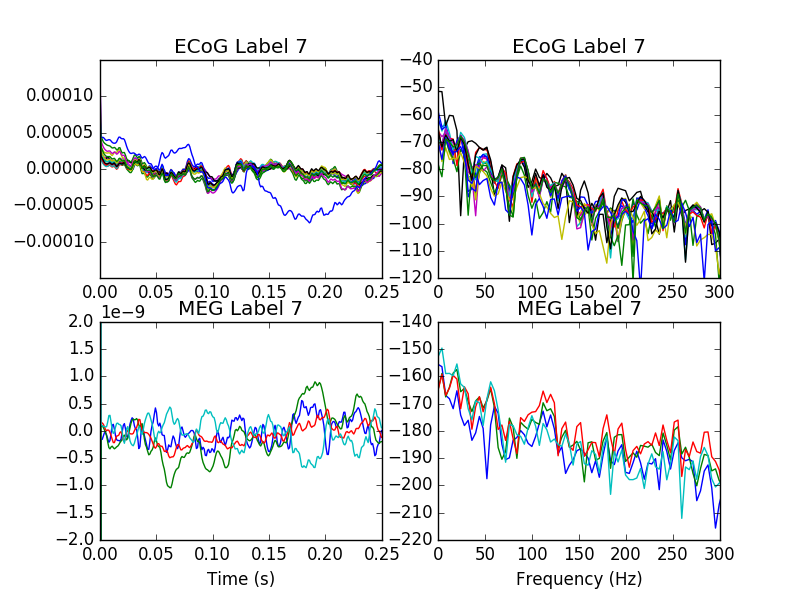 ECoG Label 7
0.00010
0.00005
0.00000
−0.00005
−0.00010
0.00 0.05 0.10 0.15 0.20 0.25
ECoG Label 7
−40
−50
−60
−70
−80
−90
−100
−110
−120
0 50 100 150 200 250 300
MEG Label 7
1e−9
2.0
1.5
1.0
0.5
0.0
−0.5
−1.0
−1.5
−2.0
0.00 0.05 0.10 0.15 0.20 0.25
Time (s)
MEG Label 7
−140
−150
−160
−170
−180
−190
−200
−210
−220
0 50 100 150 200 250 300
Frequency (Hz)